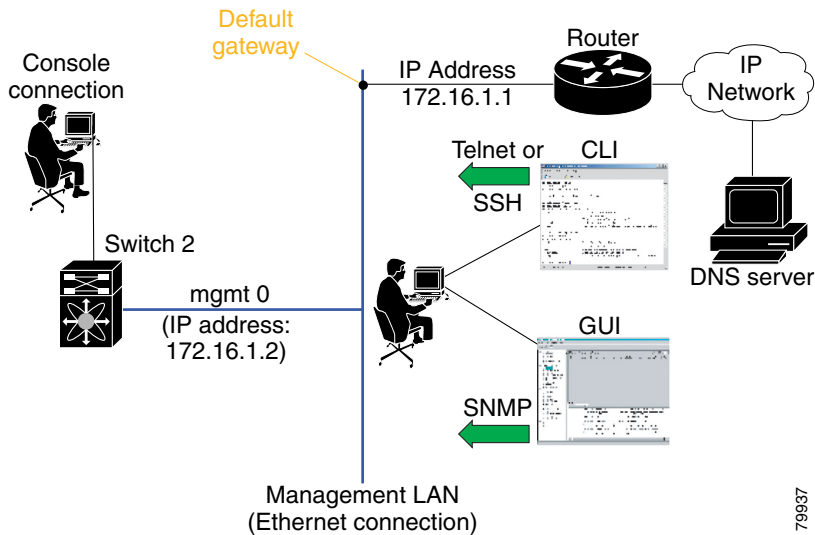 Default
gateway
Router
Console
connection
IP Address
172.16.1.1
IP
Network
Telnet or
CLI
SSH
Switch 2
DNS server
mgmt 0
(IP address:
172.16.1.2)
GUI
SNMP
Management LAN
(Ethernet connection)
79937